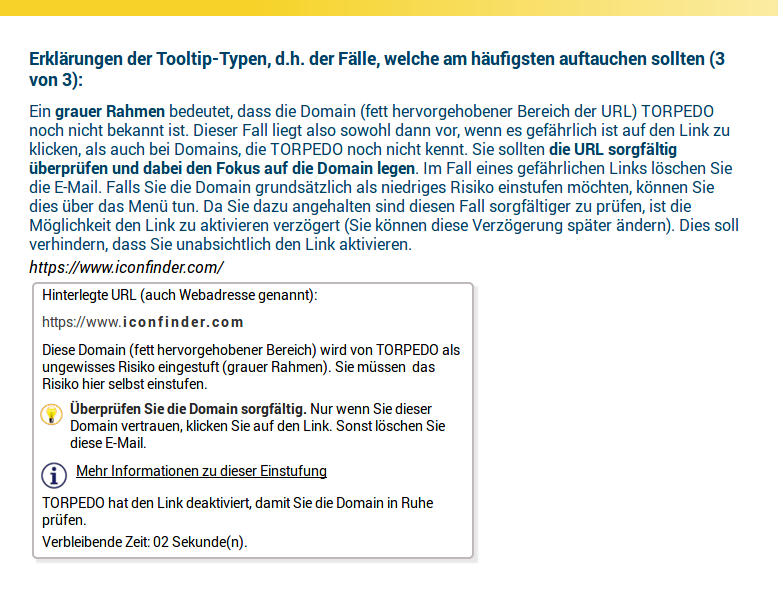 Erklärungen der Tooltip-Typen, d.h. der Fälle, welche am häufigsten auftauchen sollten (3
von 3):
Ein grauer Rahmen bedeutet, dass die Domain (fett hervorgehobener Bereich der URL) TORPEDO
noch nicht bekannt ist. Dieser Fall liegt also sowohl dann vor, wenn es gefährlich ist auf den Link zu
klicken, als auch bei Domains, die TORPEDO noch nicht kennt. Sie sollten die URL sorgfältig
überprüfen und dabei den Fokus auf die Domain legen. Im Fall eines gefährlichen Links löschen Sie
die E-Mail. Falls Sie die Domain grundsätzlich als niedriges Risiko einstufen möchten, können Sie
dies über das Menü tun. Da Sie dazu angehalten sind diesen Fall sorgfältiger zu prüfen, ist die
Möglichkeit den Link zu aktivieren verzögert (Sie können diese Verzögerung später ändern). Dies soll
verhindern, dass Sie unabsichtlich den Link aktivieren.
https://www.iconfinder.com/
Hinterlegte URL (auch Webadresse genannt):
https://www.iconfinder.com
Diese Domain (fett hervorgehobener Bereich) wird von TORPEDO als
ungewisses Risiko eingestuft (grauer Rahmen). Sie müssen das
Risiko hier selbst einstufen.
Überprüfen Sie die Domain sorgfältig. Nur wenn Sie dieser
Domain vertrauen, klicken Sie auf den Link. Sonst löschen Sie
diese E-Mail.
Mehr Informationen zu dieser Einstufung
TORPEDO hat den Link deaktiviert, damit Sie die Domain in Ruhe
prüfen.
Verbleibende Zeit: 02 Sekunde(n).